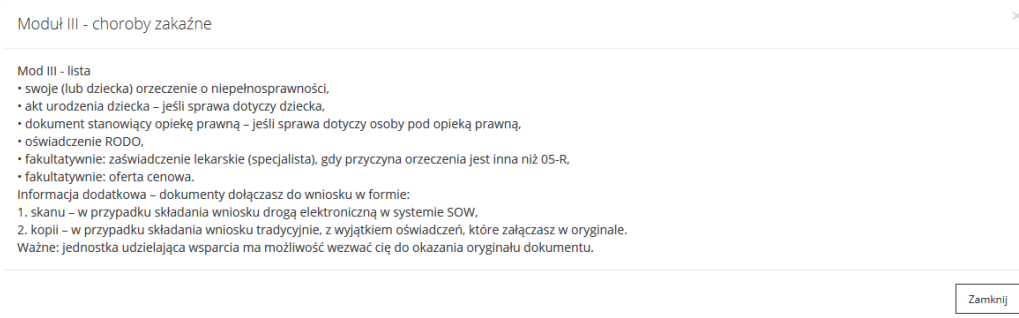 Moduł III - choroby zakaźne
×
Mod III - lista
• swoje (lub dziecka) orzeczenie o niepełnosprawności,
• akt urodzenia dziecka – jeśli sprawa dotyczy dziecka,
• dokument stanowiący opiekę prawną – jeśli sprawa dotyczy osoby pod opieką prawną,
• oświadczenie RODO,
• fakultatywnie: zaświadczenie lekarskie (specjalista), gdy przyczyna orzeczenia jest inna niż 05-R,
• fakultatywnie: oferta cenowa.
Informacja dodatkowa – dokumenty dołączasz do wniosku w formie:
1. skanu – w przypadku składania wniosku drogą elektroniczną w systemie SOW,
2. kopii – w przypadku składania wniosku tradycyjnie, z wyjątkiem oświadczeń, które załączasz w oryginale.
Ważne: jednostka udzielająca wsparcia ma możliwość wezwać cię do okazania oryginału dokumentu.
Zamknij